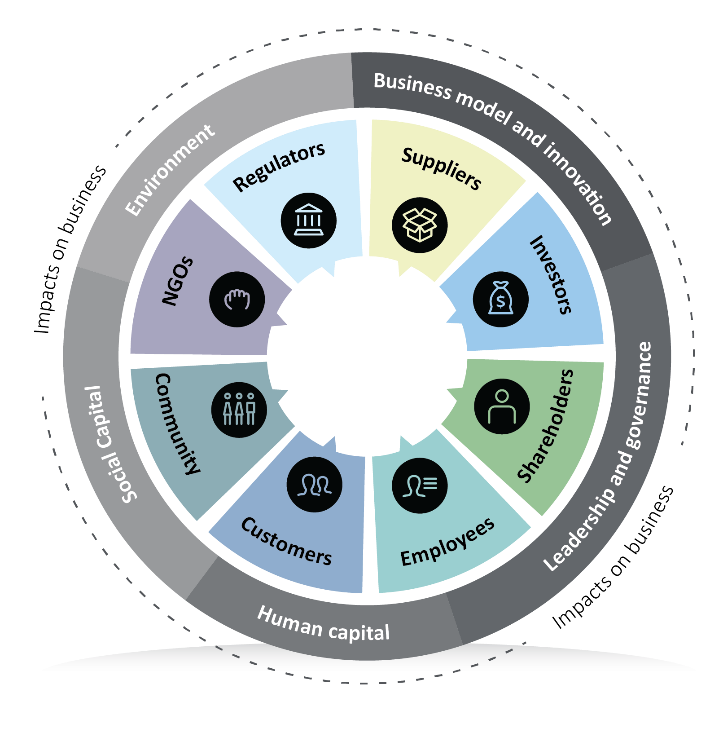 Impacts on business
Environment
Business model and innovation
Leadership and governance
Human capital
Social Capital
Regulators
Suppliers
Investors
Shareholders
Employees
Customers
Community
NGOs
$
Impacts on business